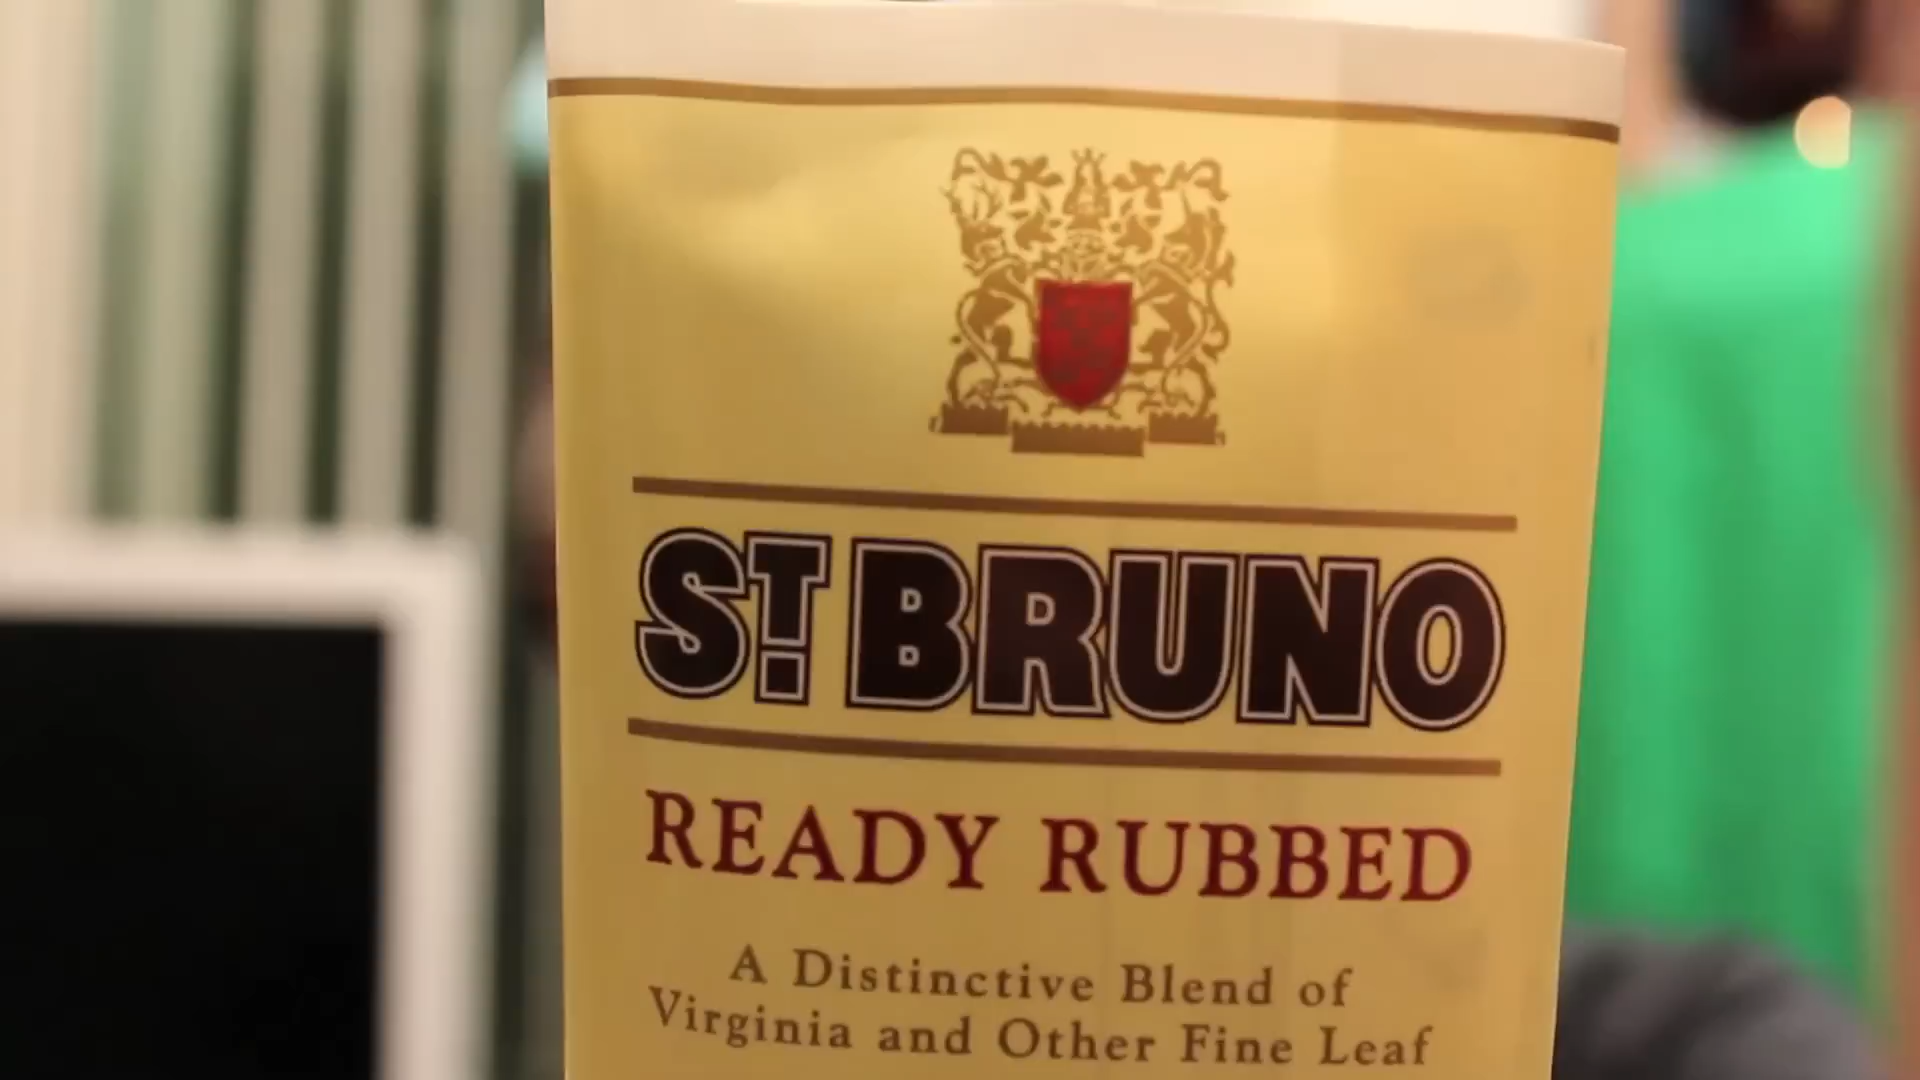 ST. BRUNO
READY RUBBED
A Distinctive Blend of
Virginia and Other Fine Leaf